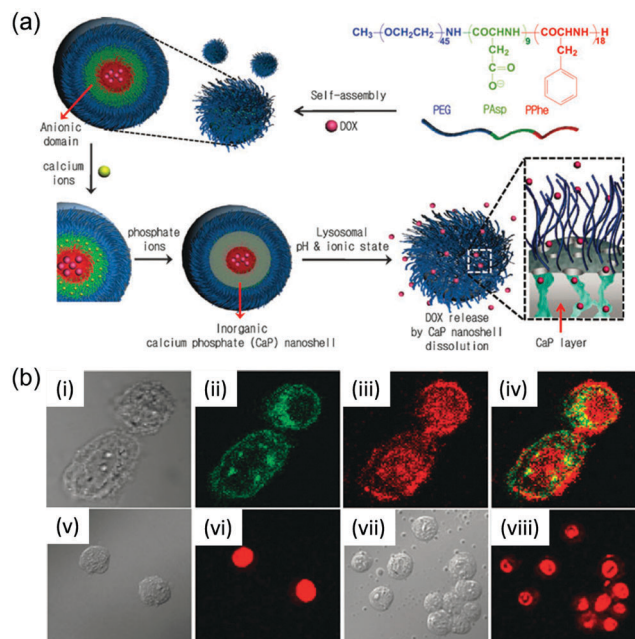 (a)
CH₃—(OCH₂CH₂)—NH—(COCHNH)—(COCHNH)—H
45
9
18
CH₂
CH₂
C=O
O⊖
PEG
PAsp
PPhe
Self-assembly
DOX
Anionic
domain
calcium
ions
phosphate
ions
Lysosomal
pH & ionic state
Inorganic
calcium phosphate (CaP) nanoshell
DOX release
by CaP nanoshell
dissolution
CaP layer
(b)
(i)
(ii)
(iii)
(iv)
(v)
(vi)
(vii)
(viii)